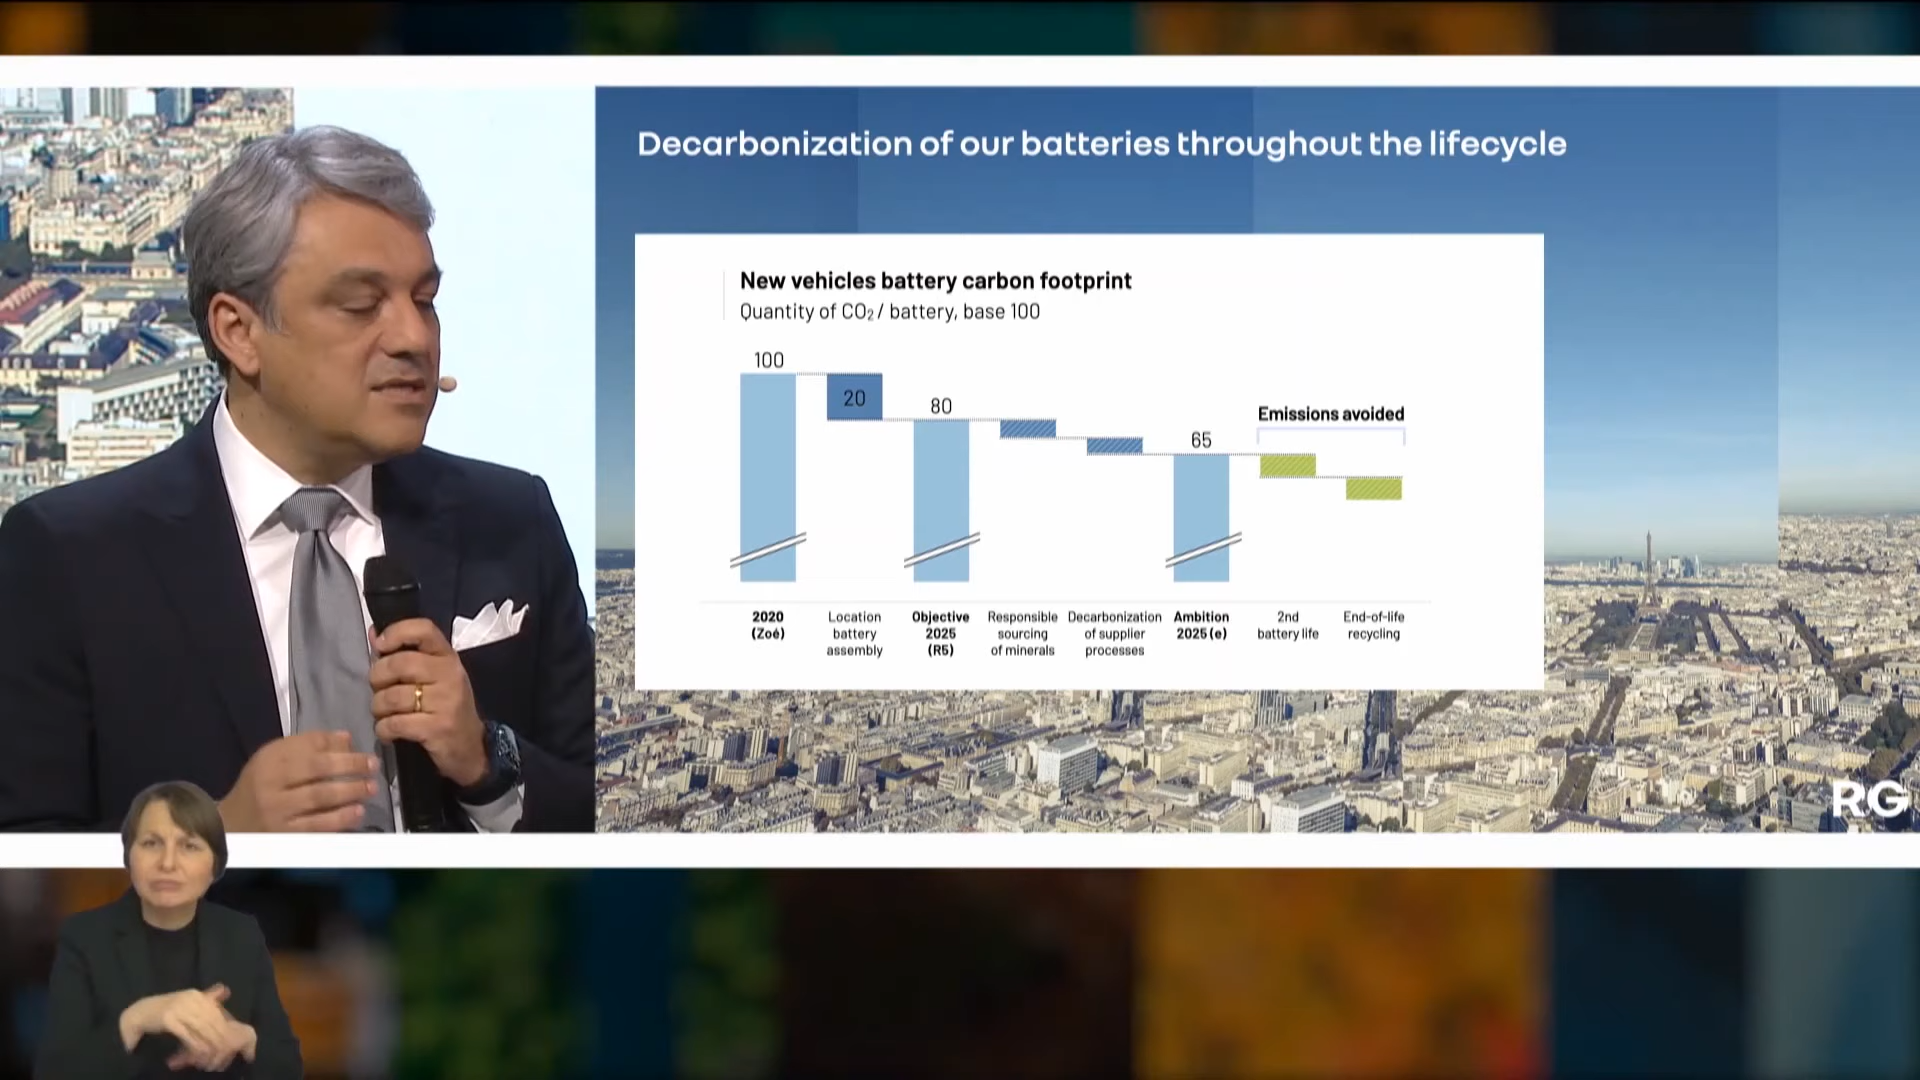 Decarbonization of our batteries throughout the lifecycle
New vehicles battery carbon footprint
Quantity of CO₂ / battery, base 100
100
20
80
65
Emissions avoided
2020
(Zoé)
Location
battery
assembly
Objective
2025
(R5)
Responsible
sourcing
of minerals
Decarbonization
of supplier
processes
Ambition
2025 (e)
2nd
battery life
End-of-life
recycling
RG